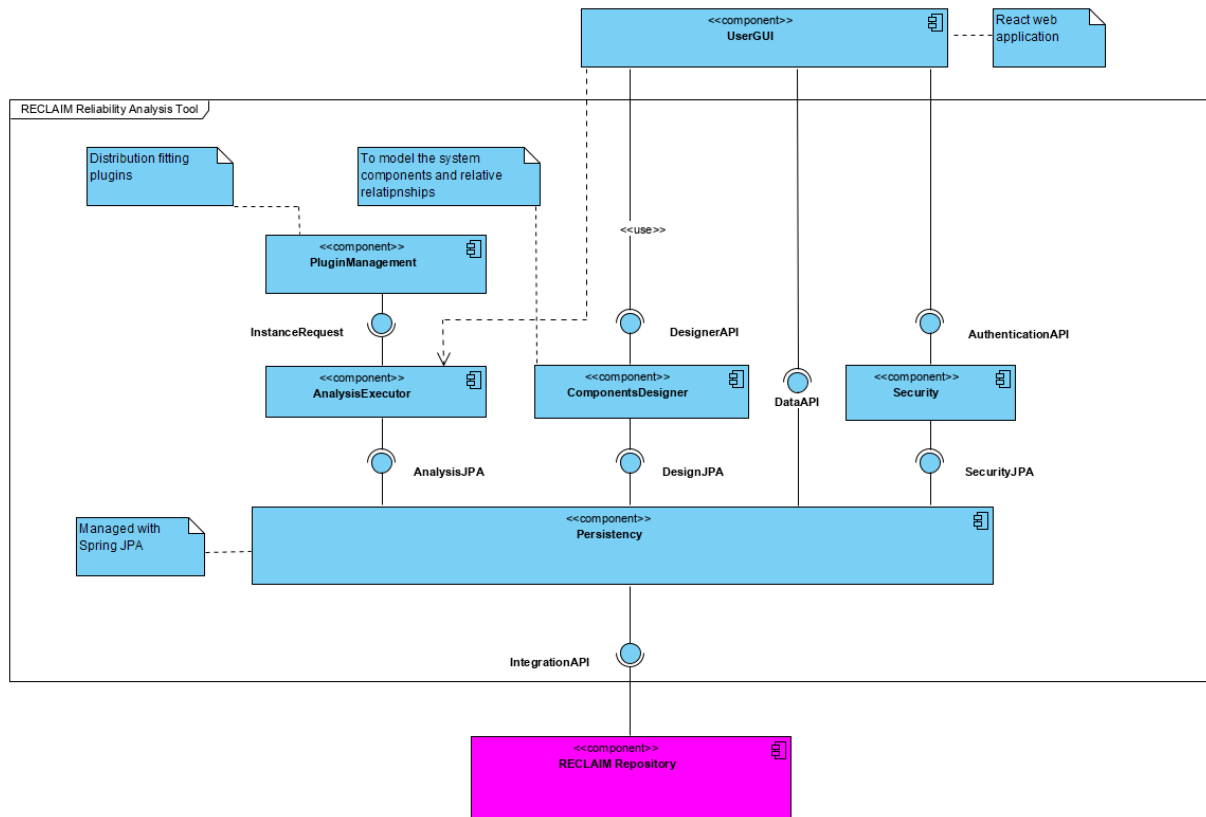 <<component>>
UserGUI
React web
application
RECLAIM Reliability Analysis Tool
Distribution fitting
plugins
To model the system
components and relative
relatipnships
<<use>>
<<component>>
PluginManagement
InstanceRequest
DesignerAPI
AuthenticationAPI
<<component>>
AnalysisExecutor
<<component>>
ComponentsDesigner
DataAPI
<<component>>
Security
AnalysisJPA
DesignJPA
SecurityJPA
Managed with
Spring JPA
<<component>>
Persistency
IntegrationAPI
<<component>>
RECLAIM Repository